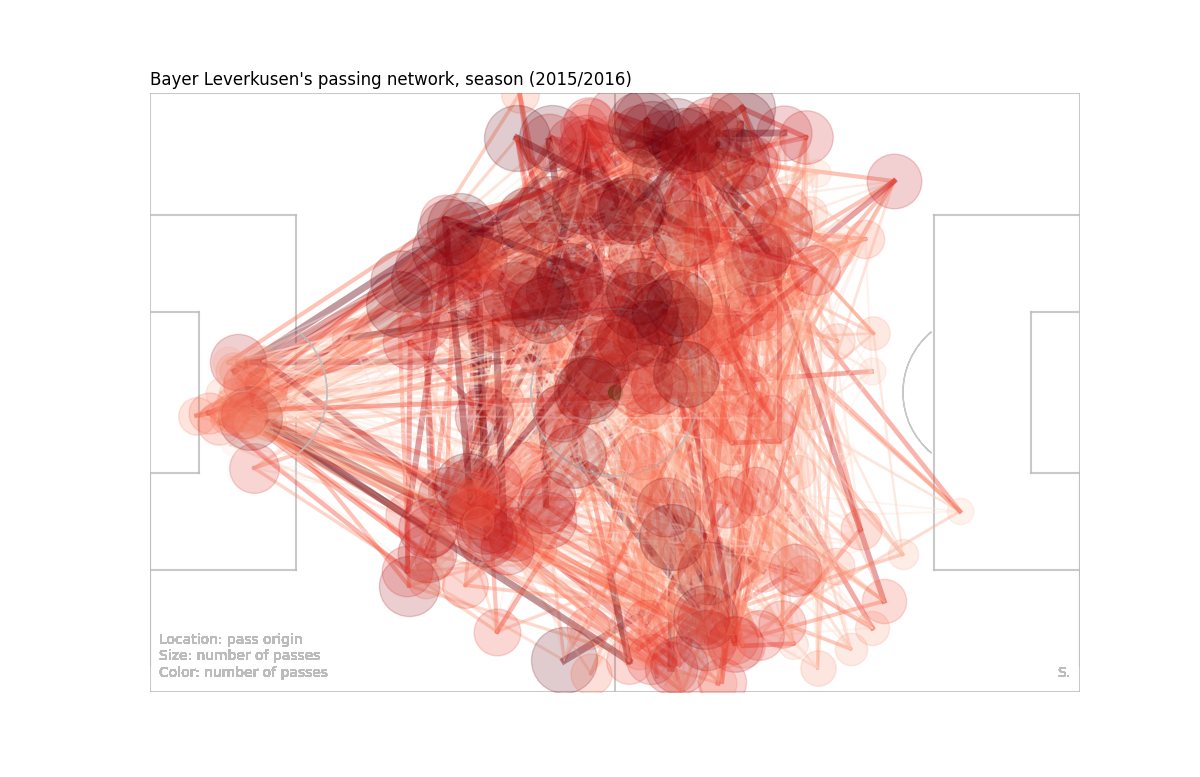 Bayer Leverkusen's passing network, season (2015/2016)
Location: pass origin
Size: number of passes
Color: number of passes
S.